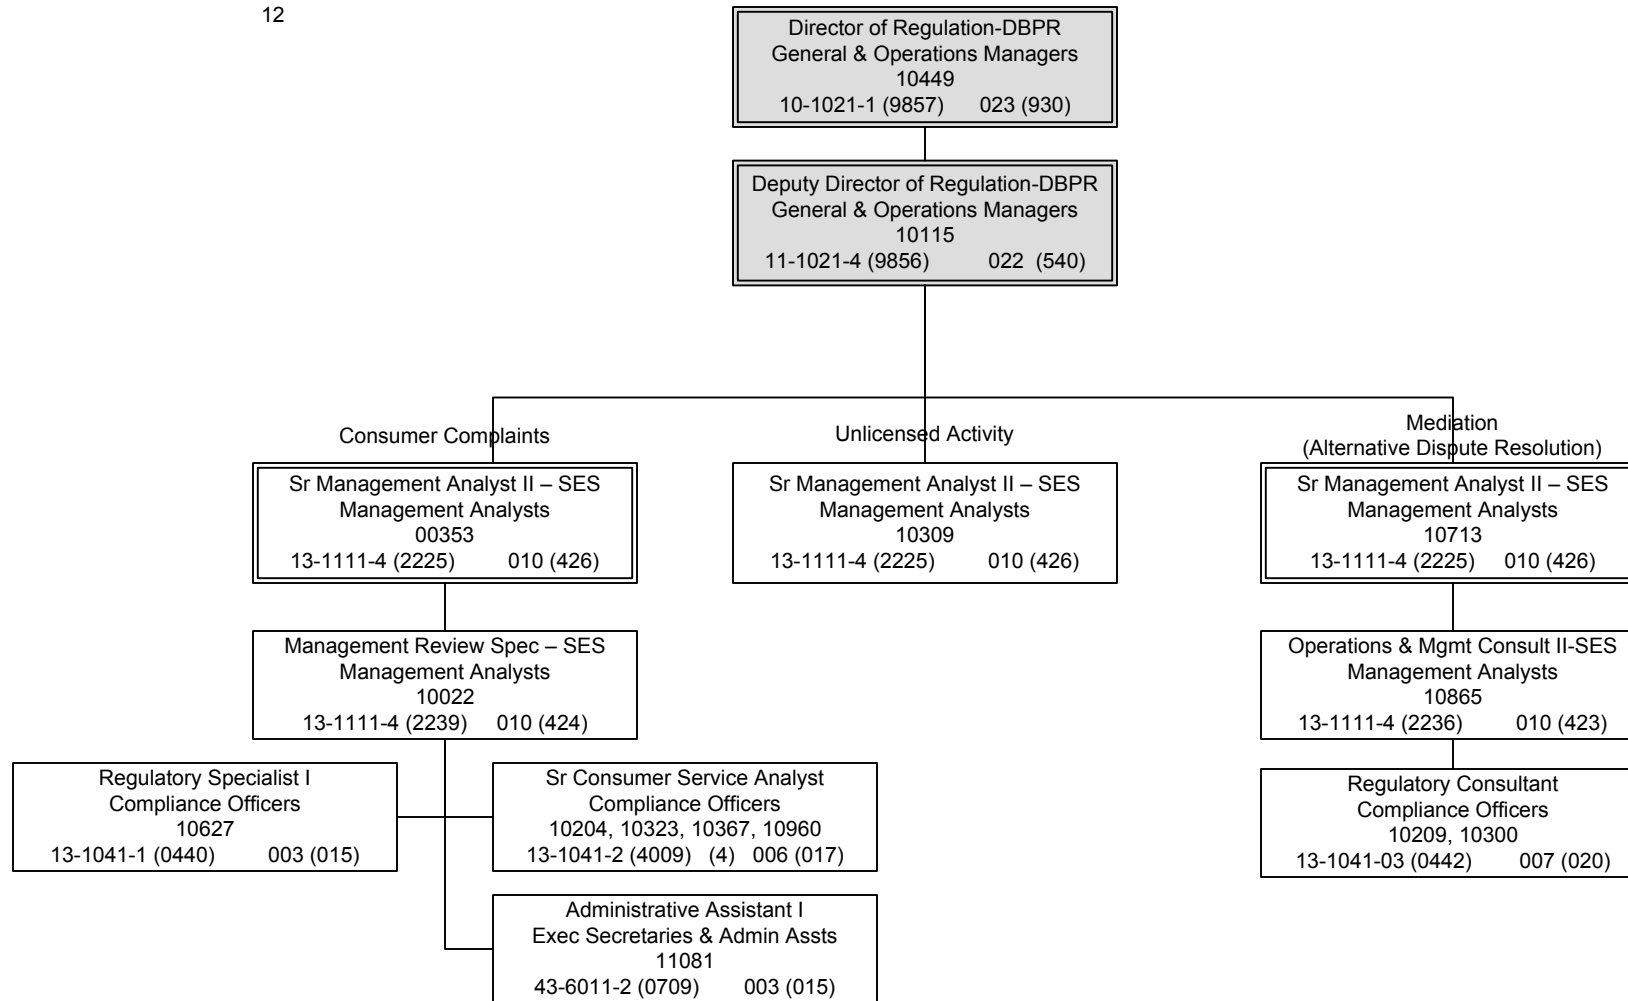 12
Director of Regulation-DBPR
General & Operations Managers
10449
10-1021-1 (9857) 023 (930)
Deputy Director of Regulation-DBPR
General & Operations Managers
10115
11-1021-4 (9856) 022 (540)
Consumer Complaints
Sr Management Analyst II – SES
Management Analysts
00353
13-1111-4 (2225) 010 (426)
Unlicensed Activity
Sr Management Analyst II – SES
Management Analysts
10309
13-1111-4 (2225) 010 (426)
Mediation
(Alternative Dispute Resolution)
Sr Management Analyst II – SES
Management Analysts
10713
13-1111-4 (2225) 010 (426)
Management Review Spec – SES
Management Analysts
10022
13-1111-4 (2239) 010 (424)
Operations & Mgmt Consult II-SES
Management Analysts
10865
13-1111-4 (2236) 010 (423)
Regulatory Specialist I
Compliance Officers
10627
13-1041-1 (0440) 003 (015)
Sr Consumer Service Analyst
Compliance Officers
10204, 10323, 10367, 10960
13-1041-2 (4009) (4) 006 (017)
Regulatory Consultant
Compliance Officers
10209, 10300
13-1041-03 (0442) 007 (020)
Administrative Assistant I
Exec Secretaries & Admin Assts
11081
43-6011-2 (0709) 003 (015)